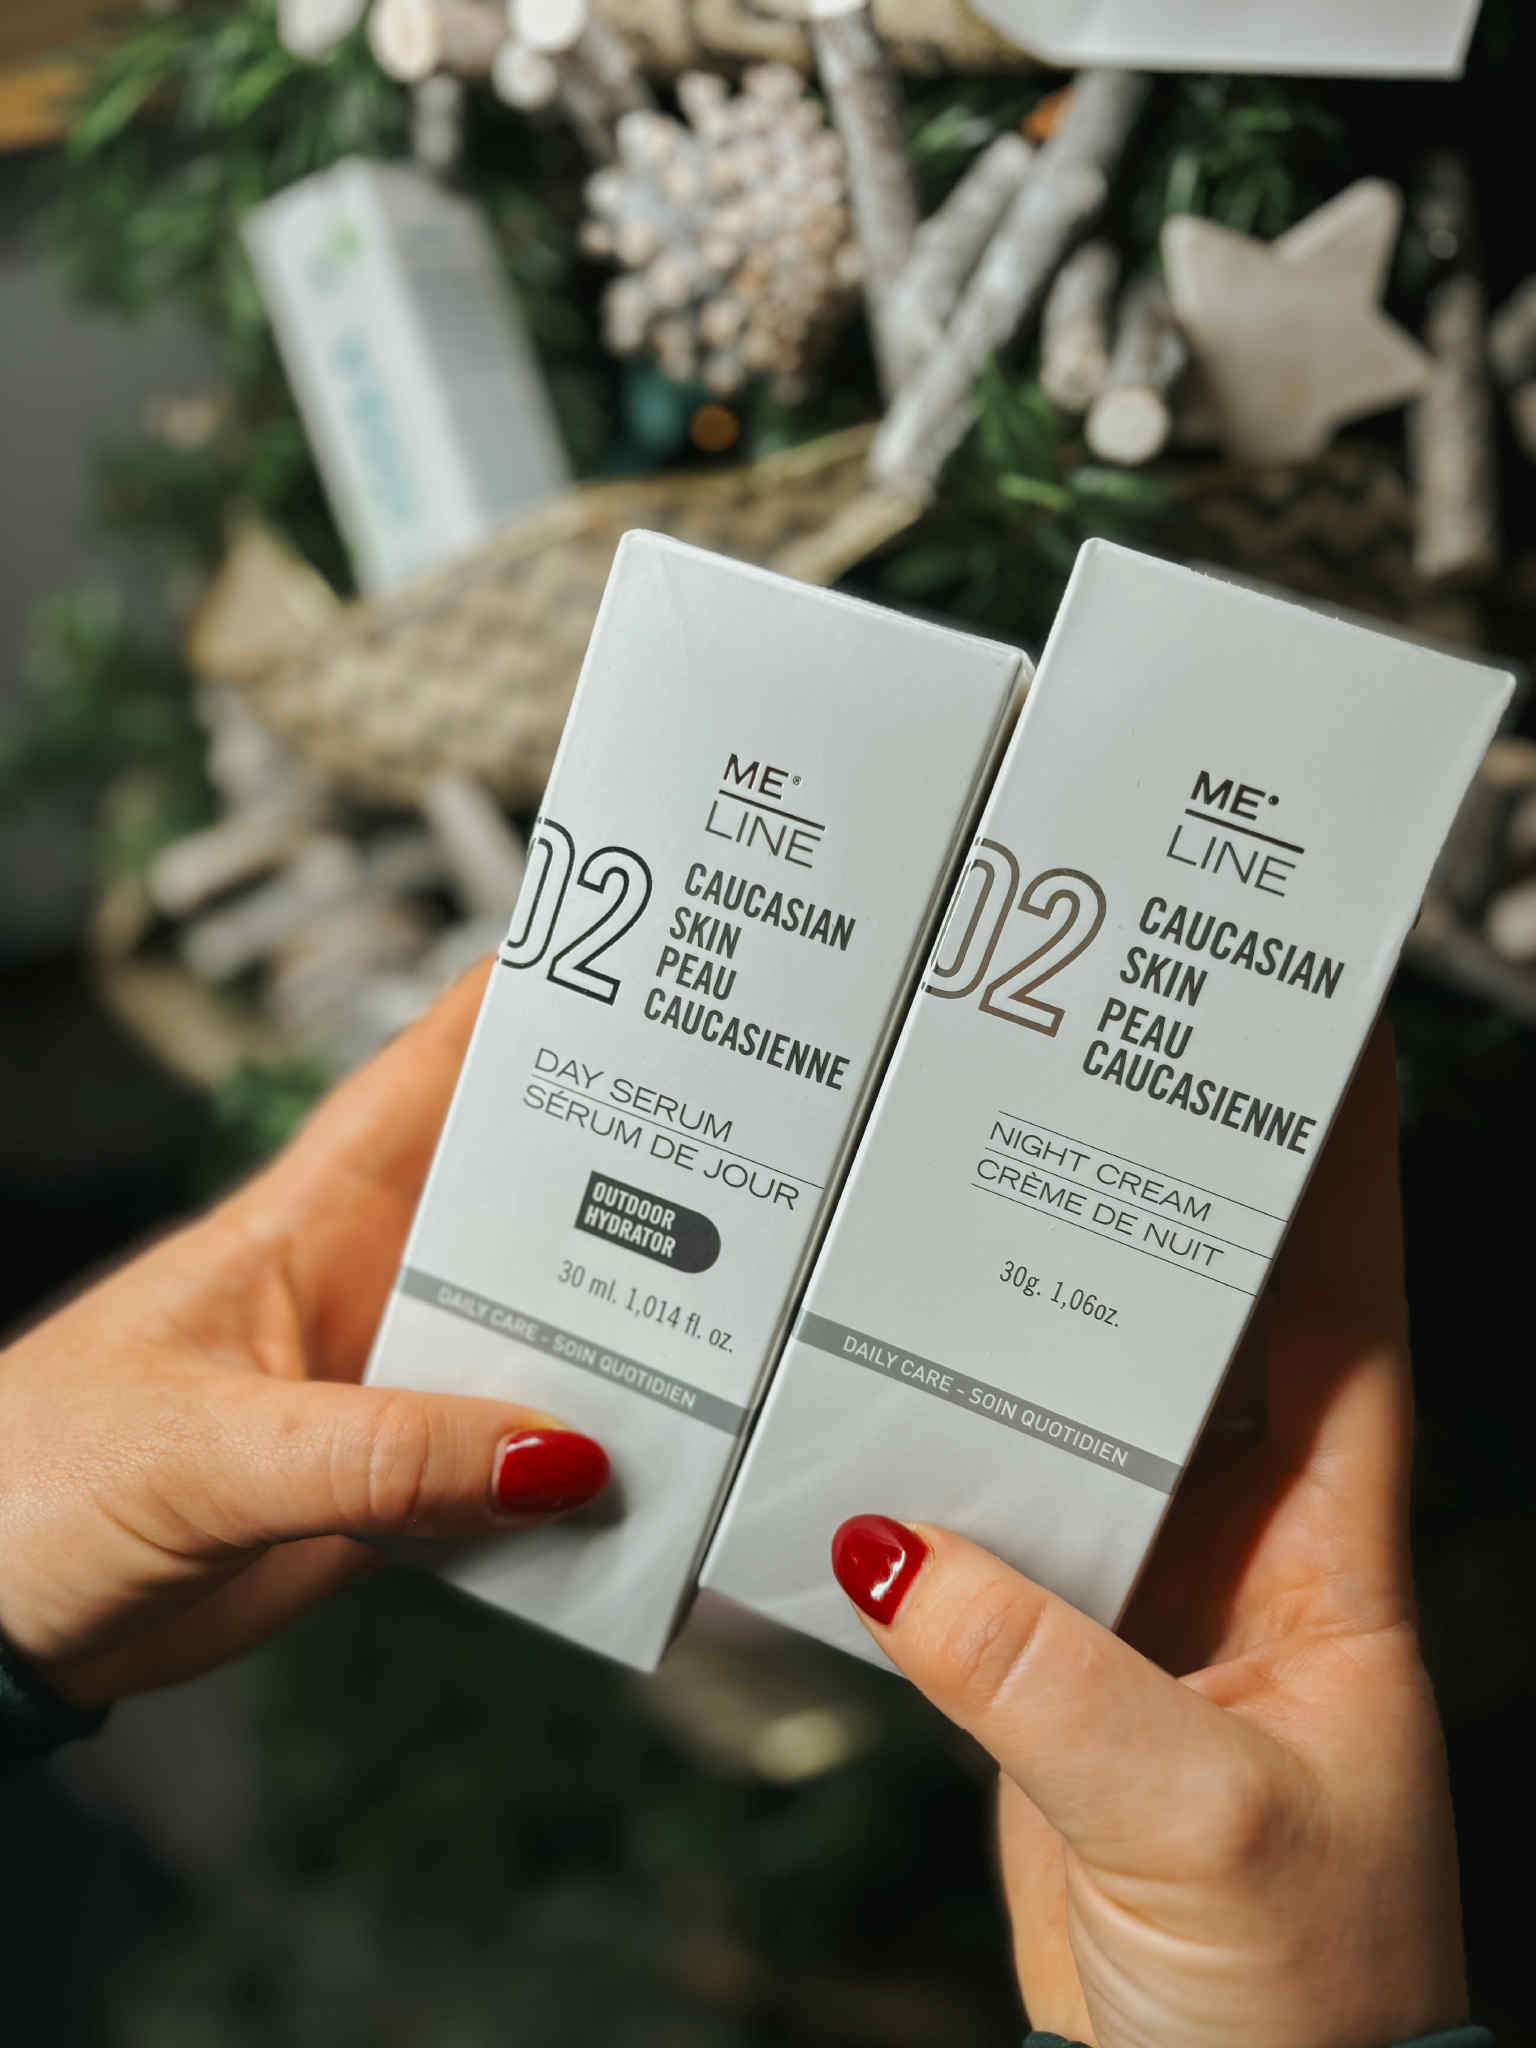 ME®
LINE
02
CAUCASIAN
SKIN
PEAU
CAUCASIENNE
DAY SERUM
SÉRUM DE JOUR
OUTDOOR
HYDRATOR
30 ml. 1,014 fl. oz.
DAILY CARE - SOIN QUOTIDIEN
ME®
LINE
02
CAUCASIAN
SKIN
PEAU
CAUCASIENNE
NIGHT CREAM
CRÈME DE NUIT
30g. 1,06oz.
DAILY CARE - SOIN QUOTIDIEN